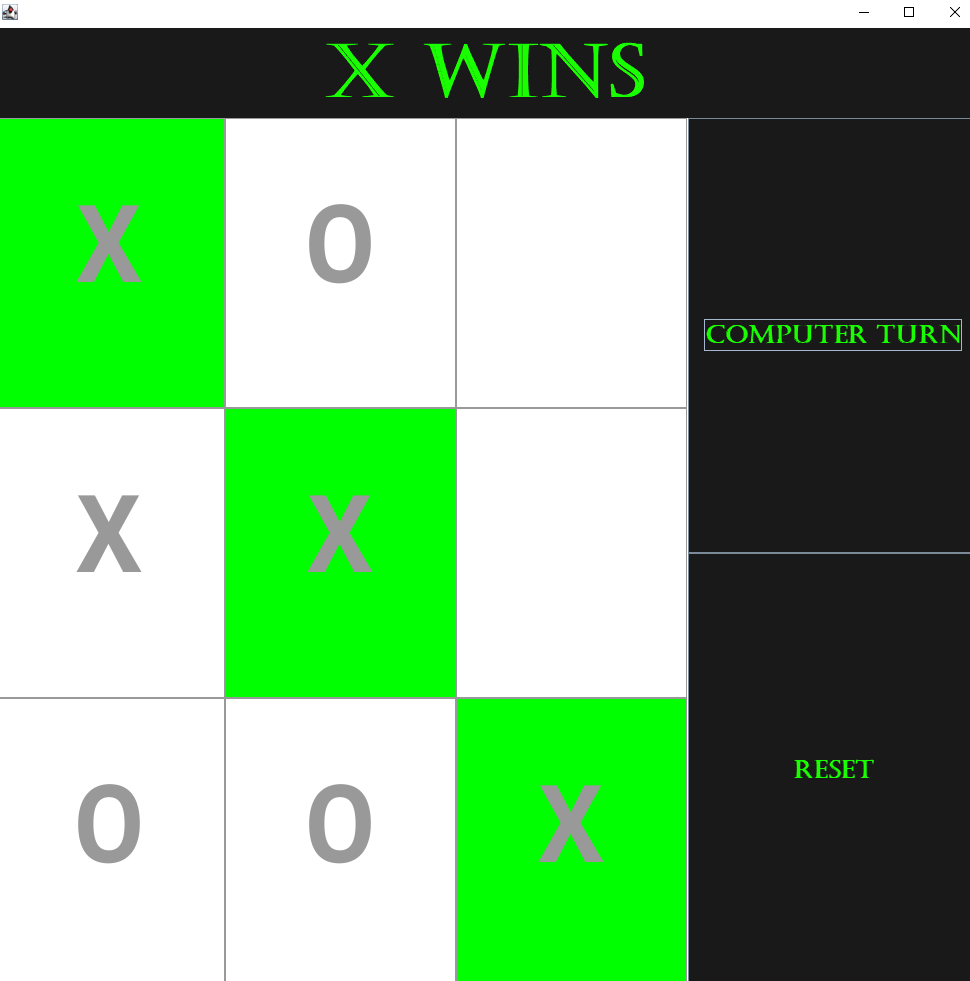 X WINS
X O
COMPUTER TURN
X X
RESET
O O X